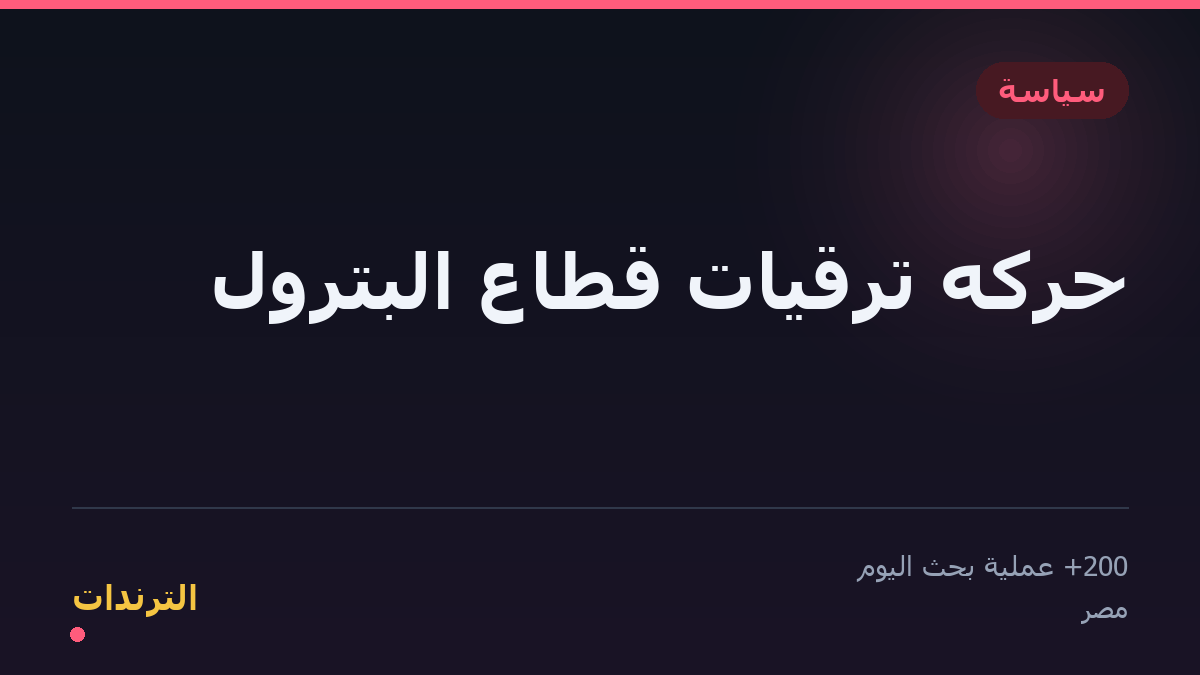 سياسة
حركه ترقيات قطاع البترول
200+ عملية بحث اليوم
مصر
الترندات